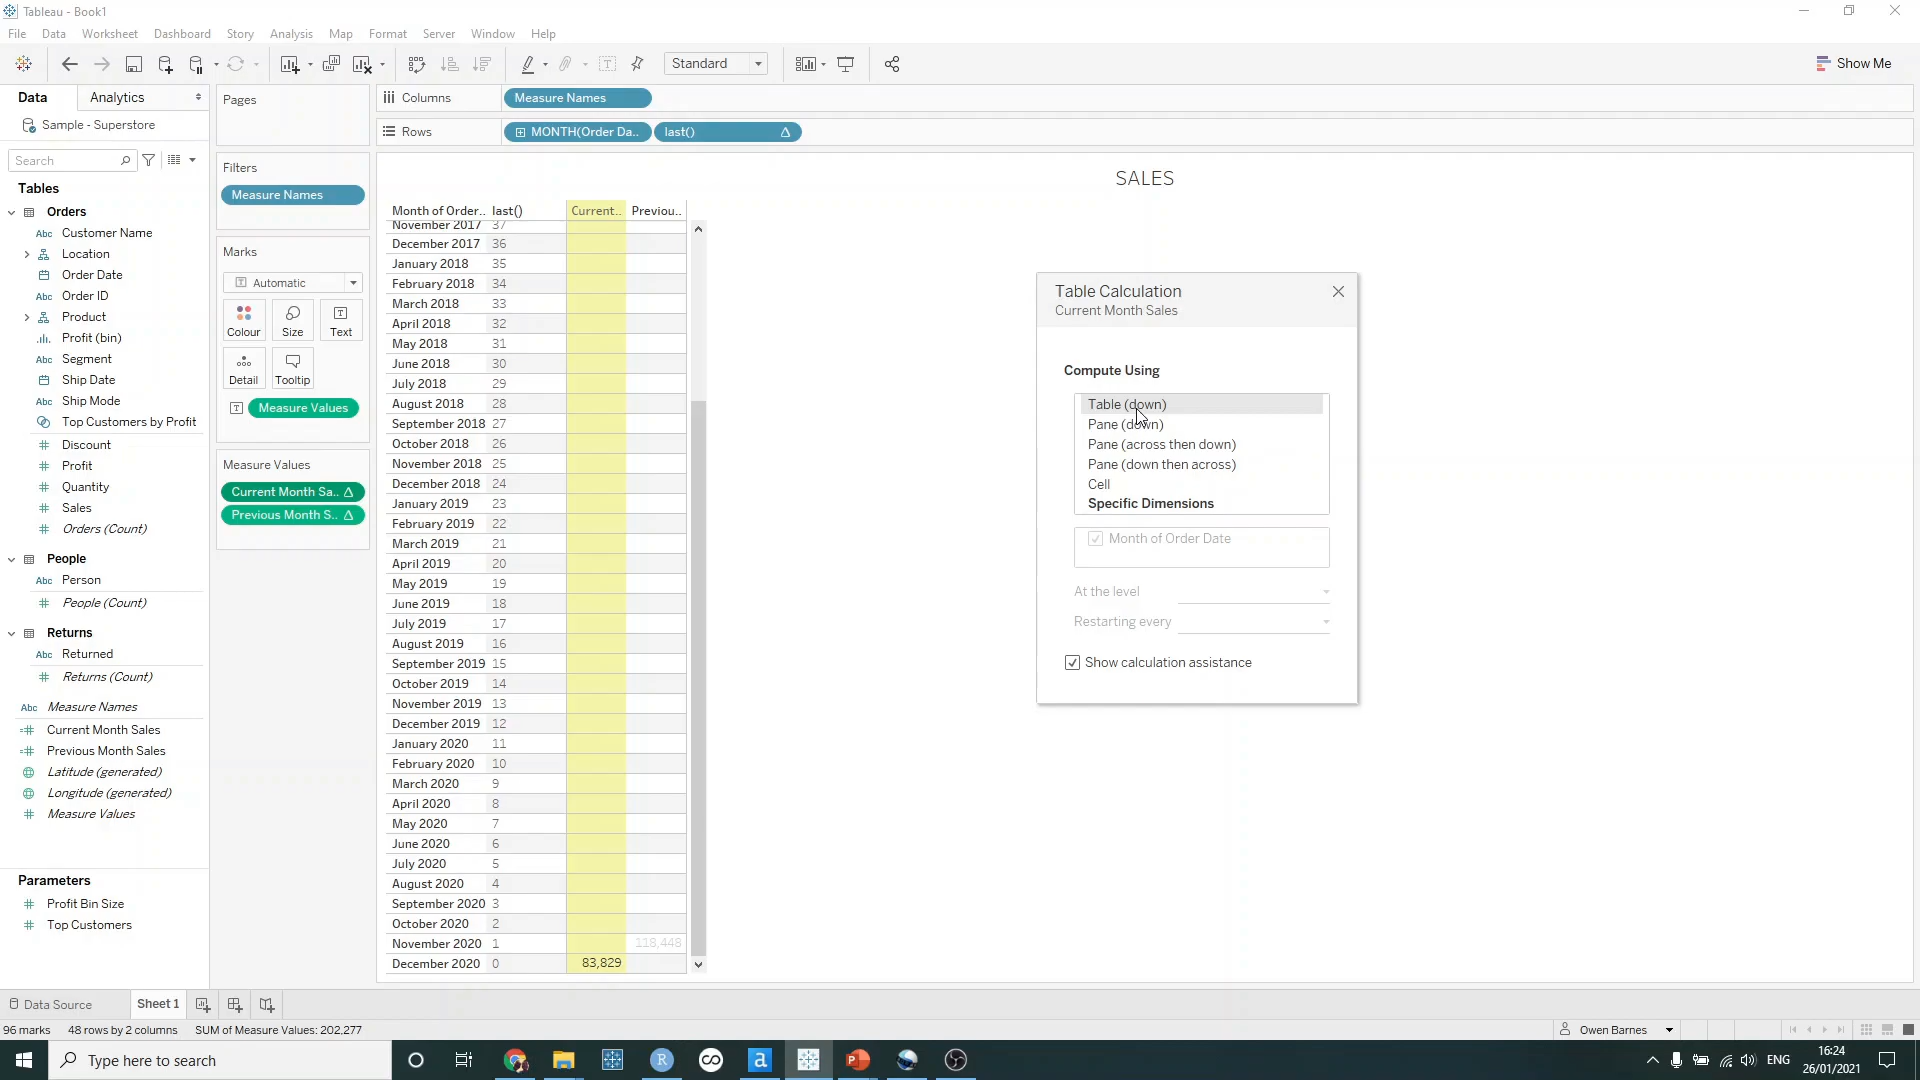 Tableau - Book1
File Data Worksheet Dashboard Story Analysis Map Format Server Window Help
Standard
Show Me
Data Analytics
Sample - Superstore
Search
Tables
Orders
Abc Customer Name
Location
Order Date
Abc Order ID
Product
Profit (bin)
Abc Segment
Ship Date
Abc Ship Mode
Top Customers by Profit
# Discount
# Profit
# Quantity
# Sales
# Orders (Count)
People
Abc Person
# People (Count)
Returns
Abc Returned
# Returns (Count)
Abc Measure Names
=# Current Month Sales
=# Previous Month Sales
Latitude (generated)
Longitude (generated)
# Measure Values
Parameters
# Profit Bin Size
# Top Customers
Pages
Filters
Measure Names
Marks
Automatic
Colour Size Text
Detail Tooltip
Measure Values
Measure Values
Current Month Sa.. Δ
Previous Month S.. Δ
Columns Measure Names
Rows MONTH(Order Da.. last() Δ
SALES
Month of Order.. last() Current.. Previou..
November 2017 37
December 2017 36
January 2018 35
February 2018 34
March 2018 33
April 2018 32
May 2018 31
June 2018 30
July 2018 29
August 2018 28
September 2018 27
October 2018 26
November 2018 25
December 2018 24
January 2019 23
February 2019 22
March 2019 21
April 2019 20
May 2019 19
June 2019 18
July 2019 17
August 2019 16
September 2019 15
October 2019 14
November 2019 13
December 2019 12
January 2020 11
February 2020 10
March 2020 9
April 2020 8
May 2020 7
June 2020 6
July 2020 5
August 2020 4
September 2020 3
October 2020 2
November 2020 1 118,448
December 2020 0 83,829
Table Calculation
Current Month Sales
Compute Using
Table (down)
Pane (down)
Pane (across then down)
Pane (down then across)
Cell
Specific Dimensions
Month of Order Date
At the level
Restarting every
Show calculation assistance
Data Source Sheet 1
96 marks 48 rows by 2 columns SUM of Measure Values: 202,277
Owen Barnes
Type here to search
ENG
16:24
26/01/2021